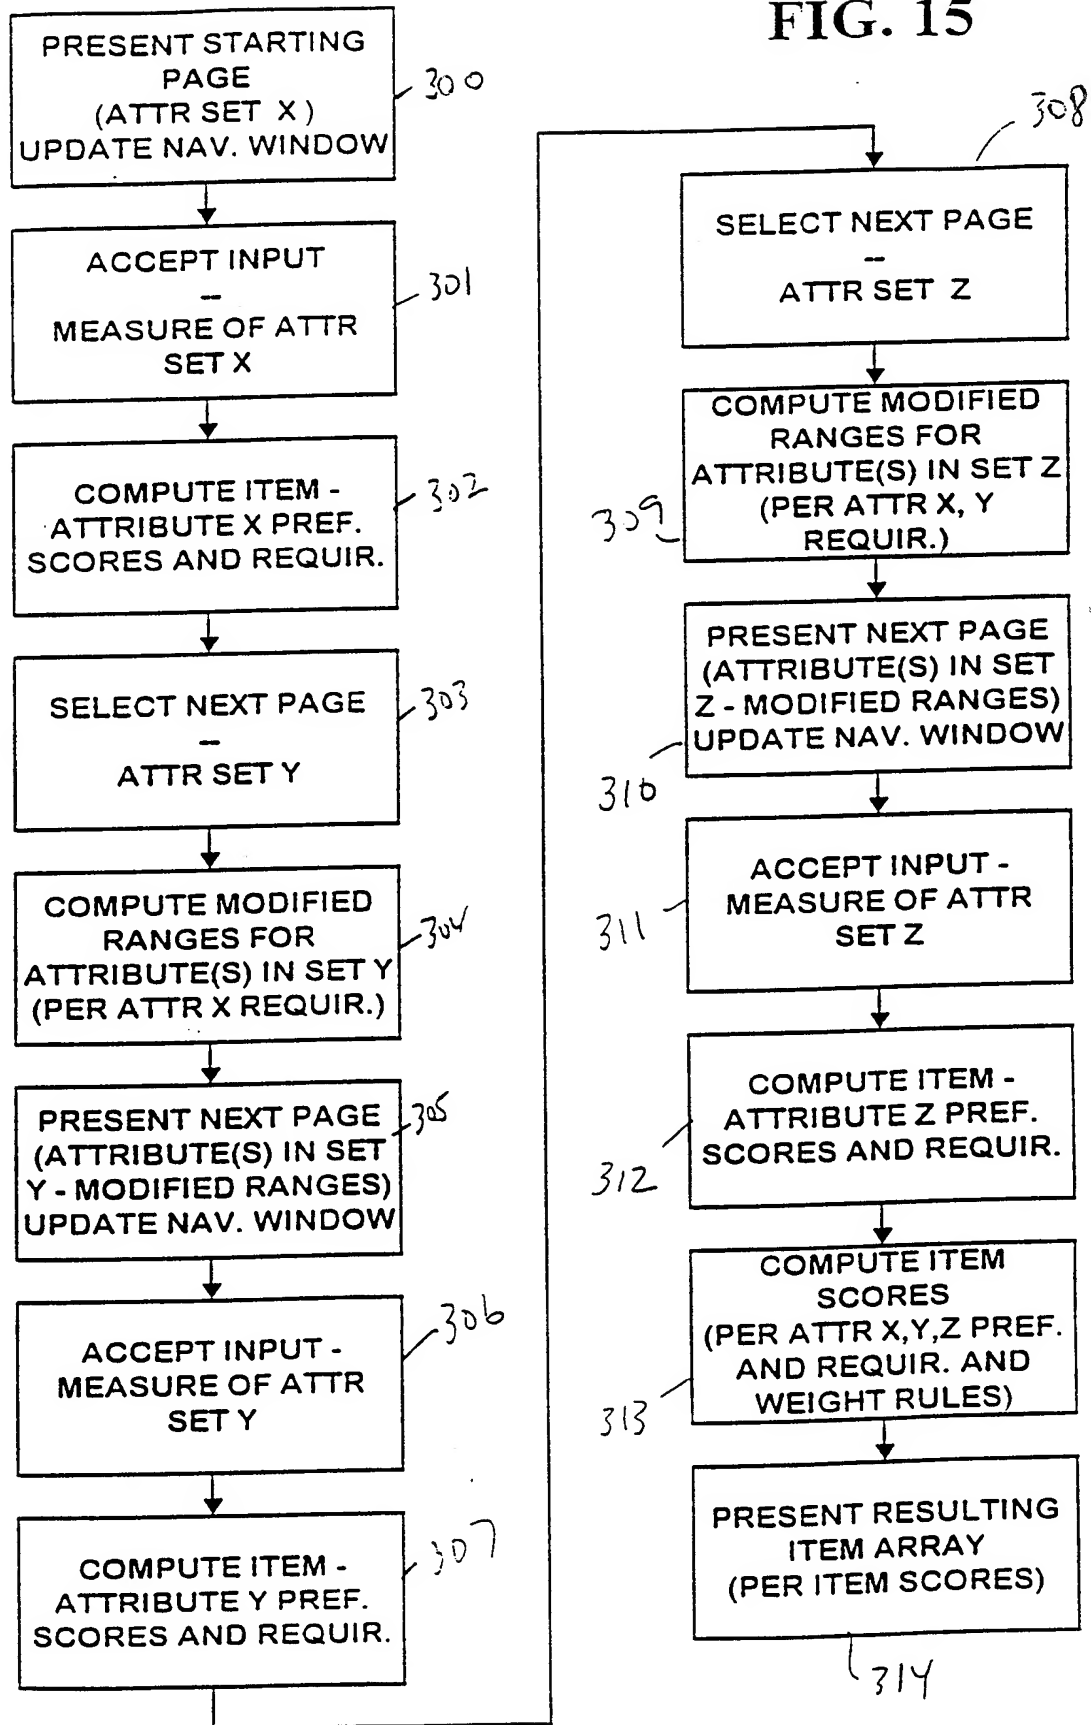 FIG. 15
PRESENT STARTING
PAGE
(ATTR SET X)
UPDATE NAV. WINDOW
300
ACCEPT INPUT
--
MEASURE OF ATTR
SET X
301
COMPUTE ITEM -
ATTRIBUTE X PREF.
SCORES AND REQUIR.
302
SELECT NEXT PAGE
--
ATTR SET Y
303
COMPUTE MODIFIED
RANGES FOR
ATTRIBUTE(S) IN SET Y
(PER ATTR X REQUIR.)
304
PRESENT NEXT PAGE
(ATTRIBUTE(S) IN SET
Y - MODIFIED RANGES)
UPDATE NAV. WINDOW
305
ACCEPT INPUT -
MEASURE OF ATTR
SET Y
306
COMPUTE ITEM -
ATTRIBUTE Y PREF.
SCORES AND REQUIR.
307
308
SELECT NEXT PAGE
--
ATTR SET Z
COMPUTE MODIFIED
RANGES FOR
ATTRIBUTE(S) IN SET Z
(PER ATTR X, Y
REQUIR.)
309
PRESENT NEXT PAGE
(ATTRIBUTE(S) IN SET
Z - MODIFIED RANGES)
UPDATE NAV. WINDOW
310
ACCEPT INPUT -
MEASURE OF ATTR
SET Z
311
COMPUTE ITEM -
ATTRIBUTE Z PREF.
SCORES AND REQUIR.
312
COMPUTE ITEM
SCORES
(PER ATTR X,Y,Z PREF.
AND REQUIR. AND
WEIGHT RULES)
313
PRESENT RESULTING
ITEM ARRAY
(PER ITEM SCORES)
314